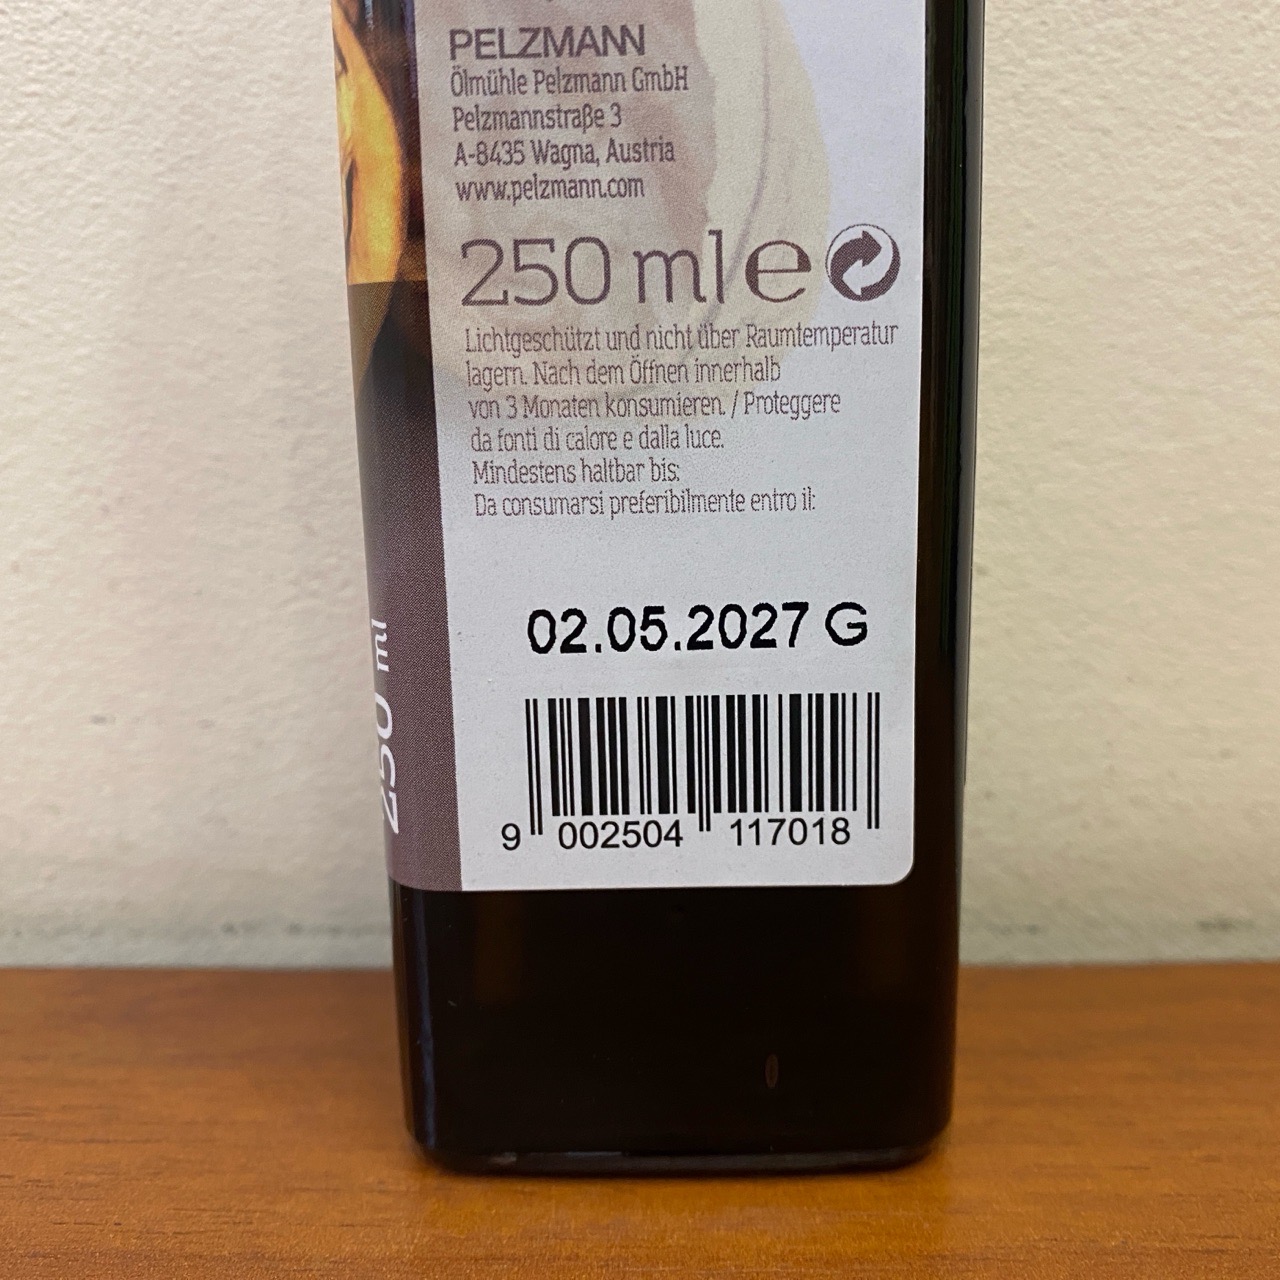 PELZMANN
Ölmühle Pelzmann GmbH
Pelzmannstraße 3
A-8435 Wagna, Austria
www.pelzmann.com
250 ml e
Lichtgeschützt und nicht über Raumtemperatur
lagern. Nach dem Öffnen innerhalb
von 3 Monaten konsumieren. / Proteggere
da fonti di calore e dalla luce.
Mindestens haltbar bis:
Da consumarsi preferibilmente entro il:
02.05.2027 G
9 002504 117018
250 ml